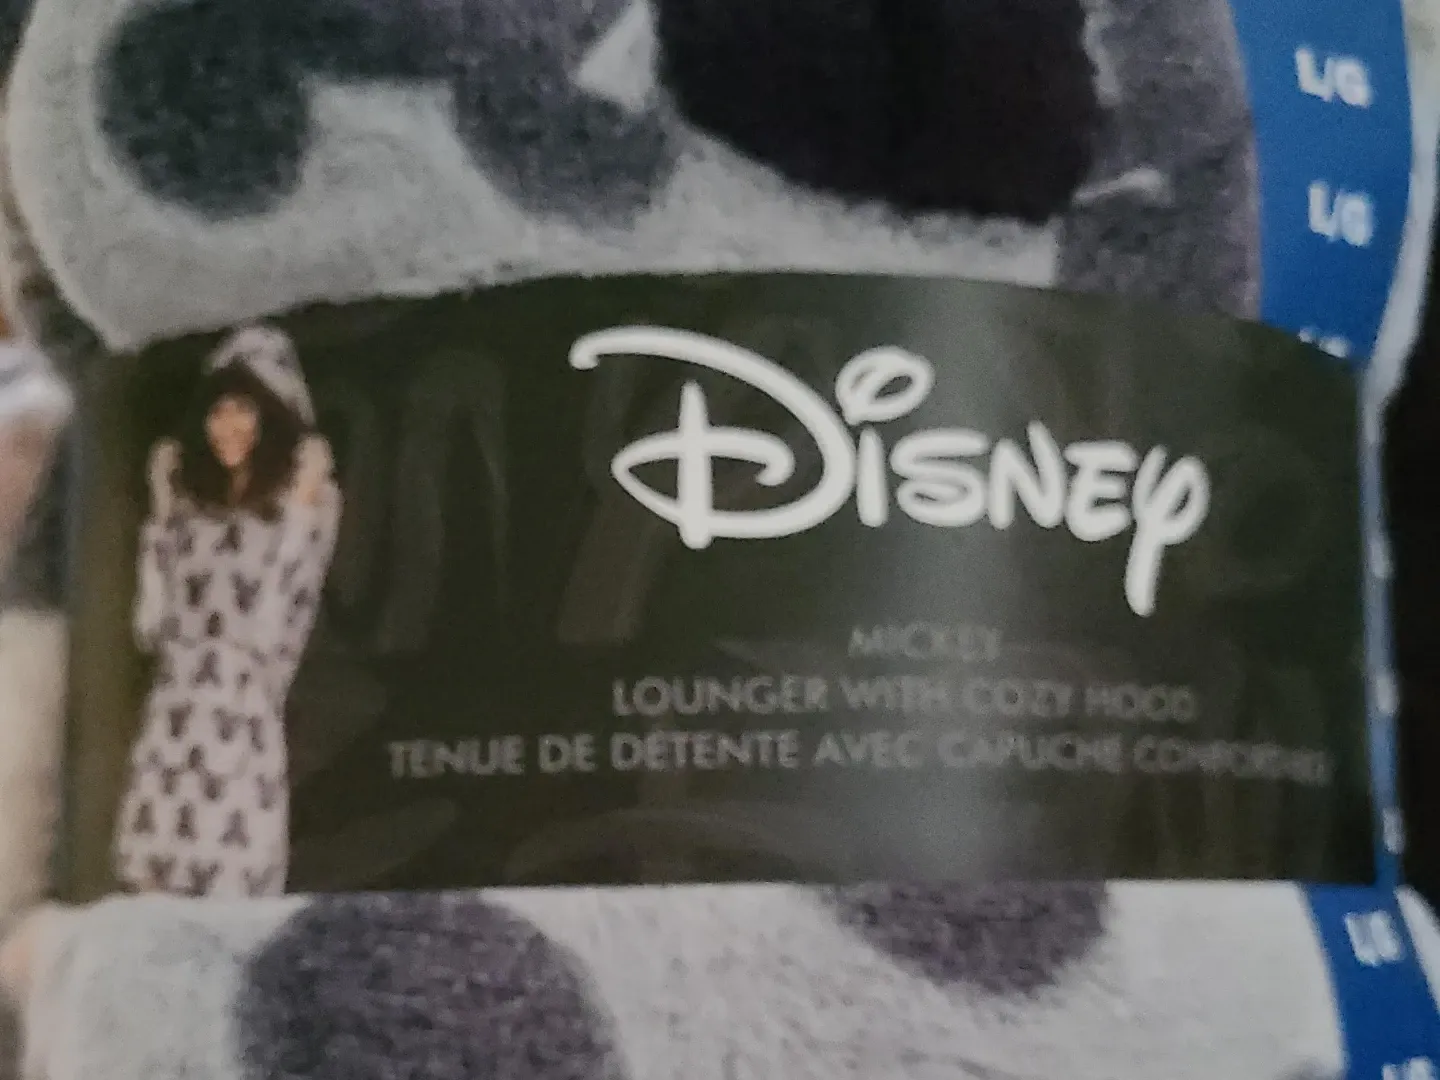 L/G
L/G
DISNEY
MICKEY
LOUNGER WITH COZY HOOD
TENUE DE DÉTENTE AVEC CAPUCHE CONFORTABLE
L/G